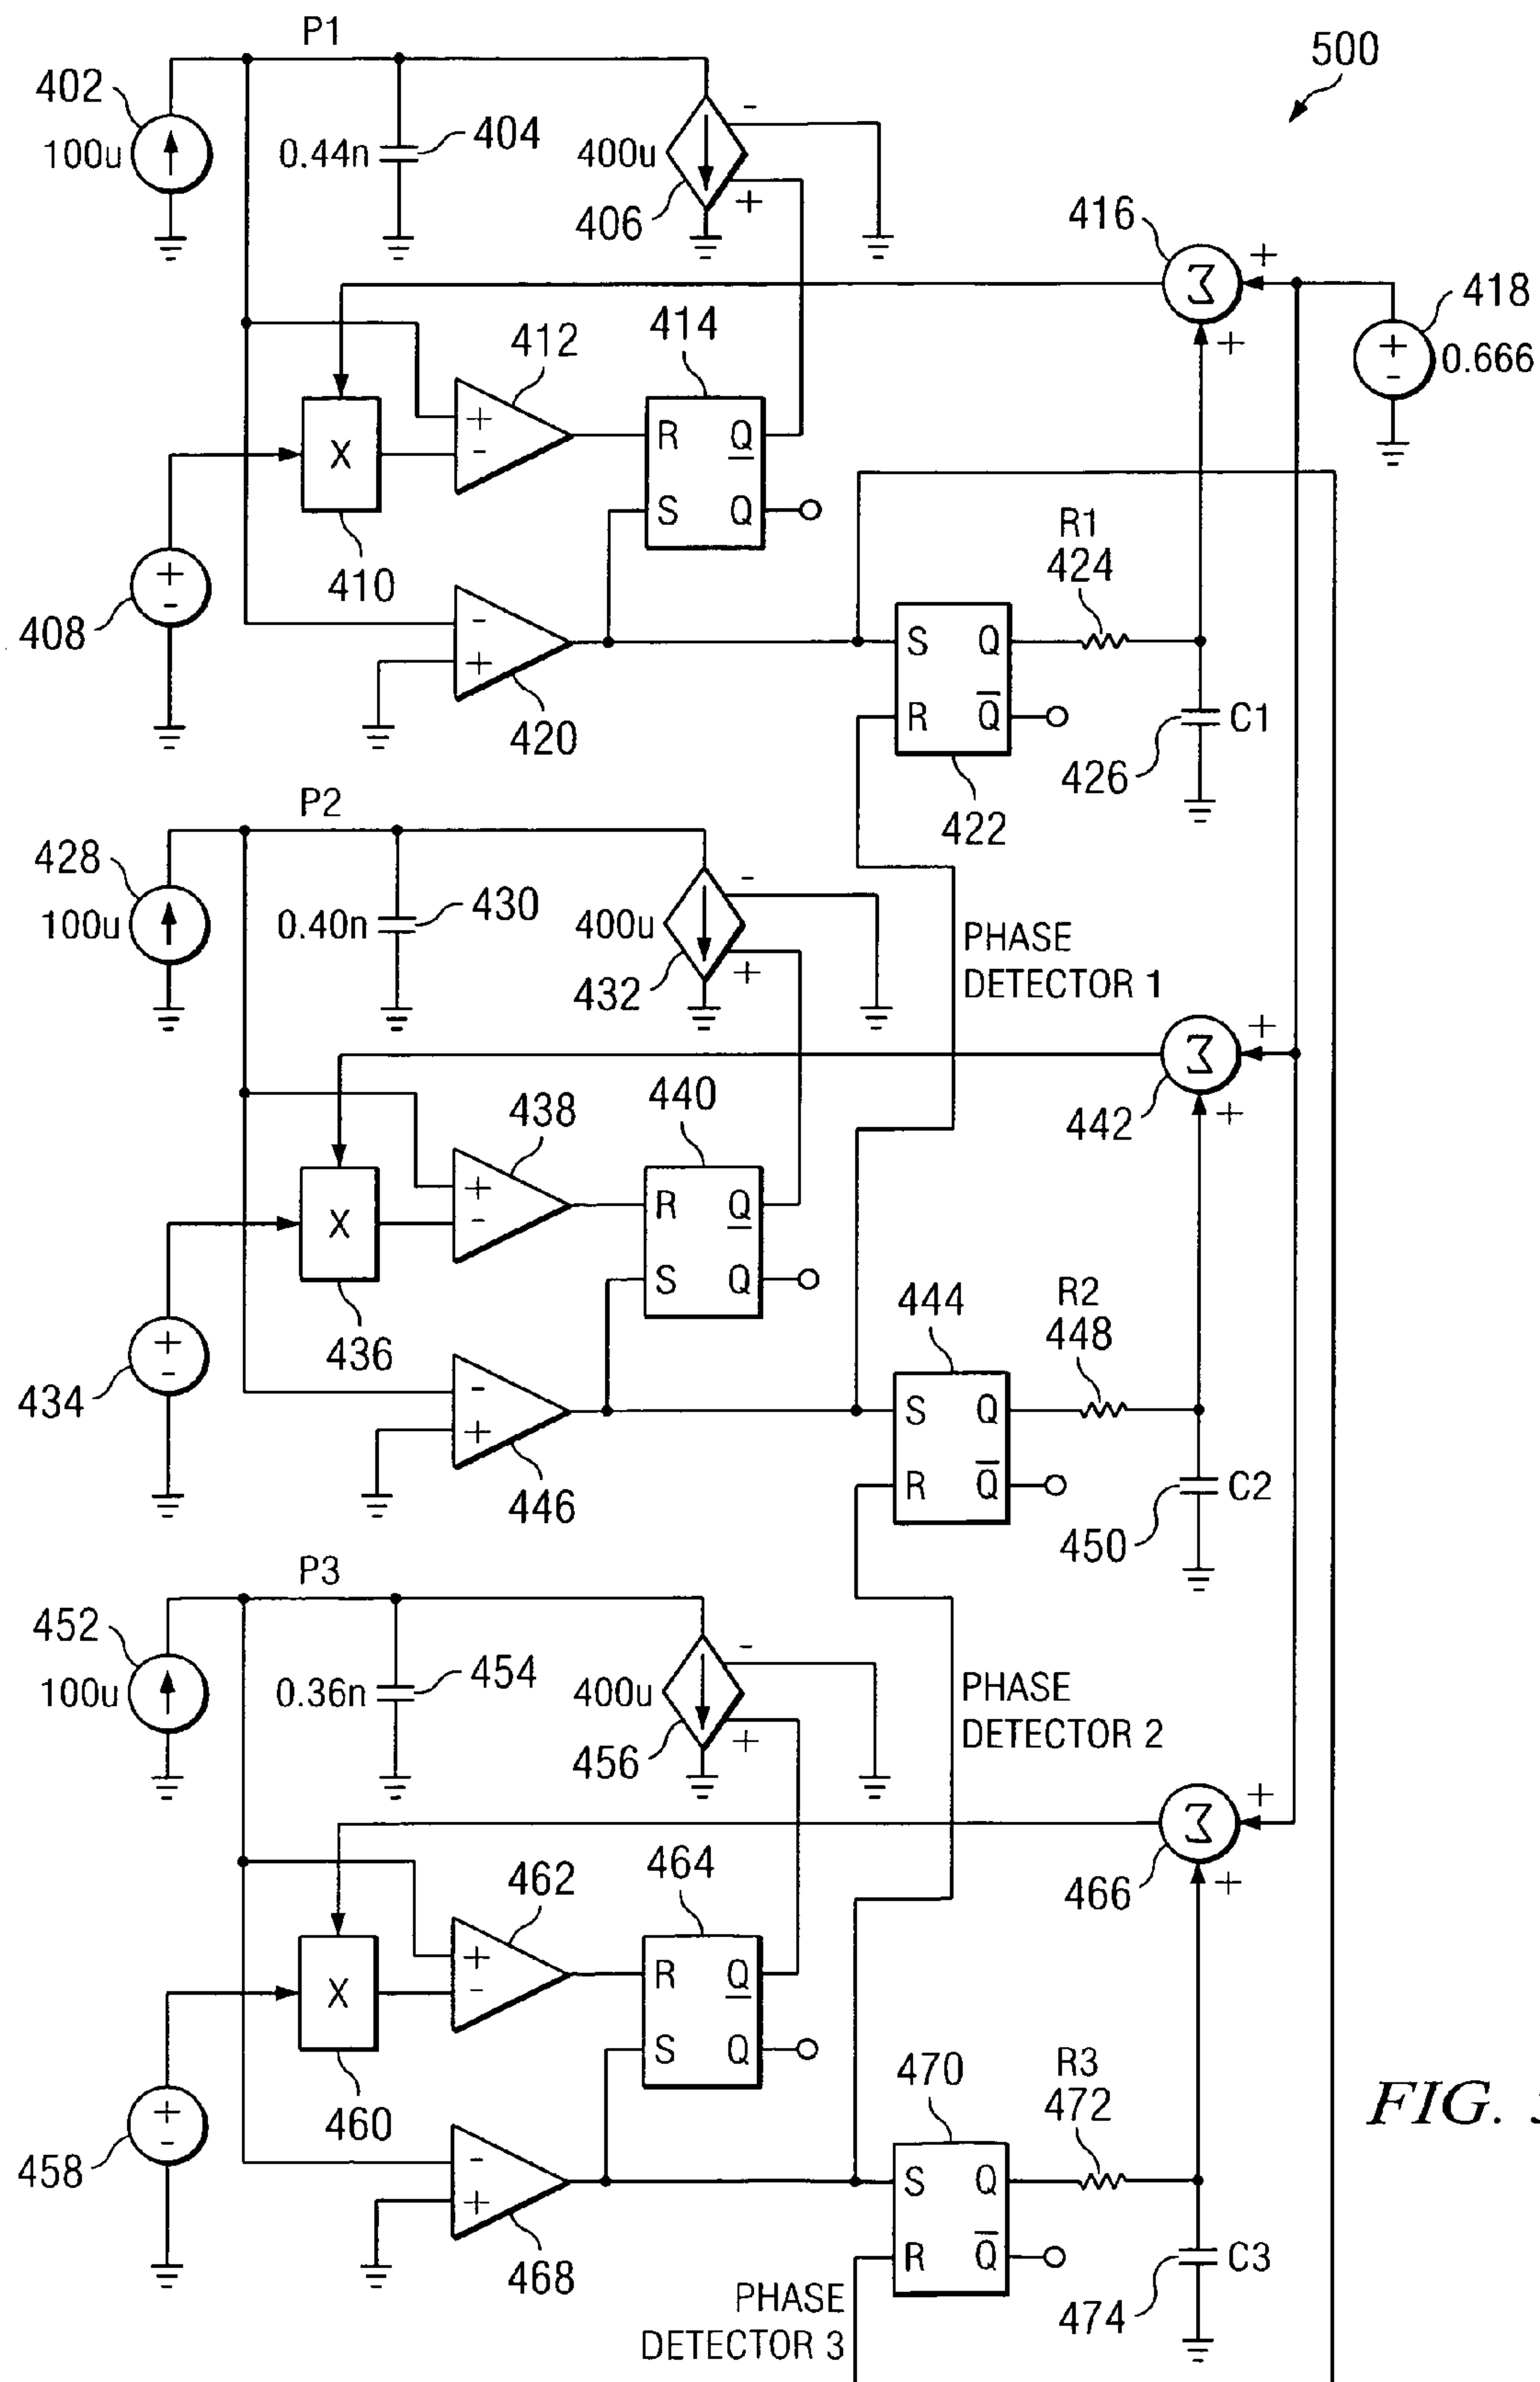 P1
500
402
100u
0.44n
404
400u
-
+
406
416
+
Σ
+
418
+
-
0.666
412
414
+
-
R
Q
S
Q
X
410
R1
424
408
+
-
-
+
420
S
Q
R
Q̅
422
C1
426
P2
428
100u
0.40n
430
400u
-
+
432
PHASE
DETECTOR 1
+
Σ
+
442
438
440
+
-
R
Q
S
Q
X
436
444
R2
448
434
+
-
-
+
446
S
Q
R
Q̅
C2
450
P3
452
100u
0.36n
454
400u
-
+
456
PHASE
DETECTOR 2
+
Σ
+
466
462
464
+
-
R
Q
S
Q
X
460
470
R3
472
FIG.
458
+
-
-
+
468
S
Q
R
Q̅
C3
474
PHASE
DETECTOR 3